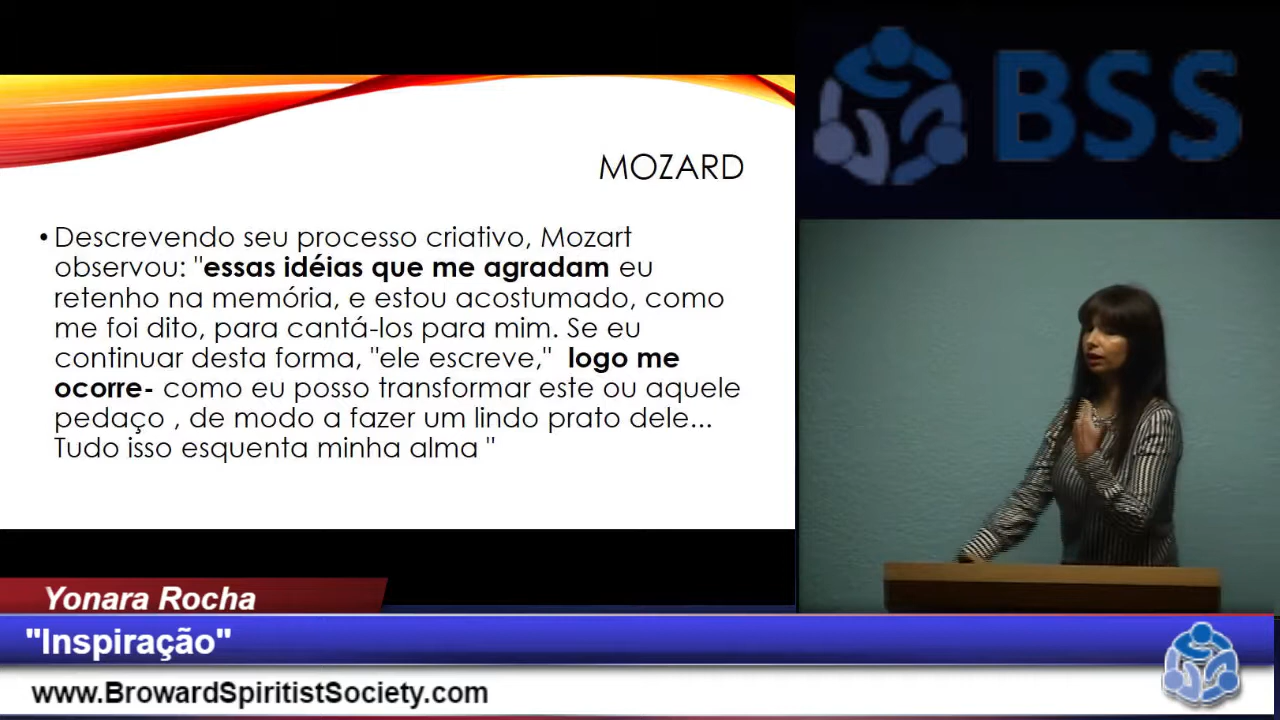 BSS
MOZARD
• Descrevendo seu processo criativo, Mozart
observou: "essas idéias que me agradam eu
retenho na memória, e estou acostumado, como
me foi dito, para cantá-los para mim. Se eu
continuar desta forma, "ele escreve," logo me
ocorre- como eu posso transformar este ou aquele
pedaço , de modo a fazer um lindo prato dele...
Tudo isso esquenta minha alma "
Yonara Rocha
"Inspiração"
www.BrowardSpiritistSociety.com